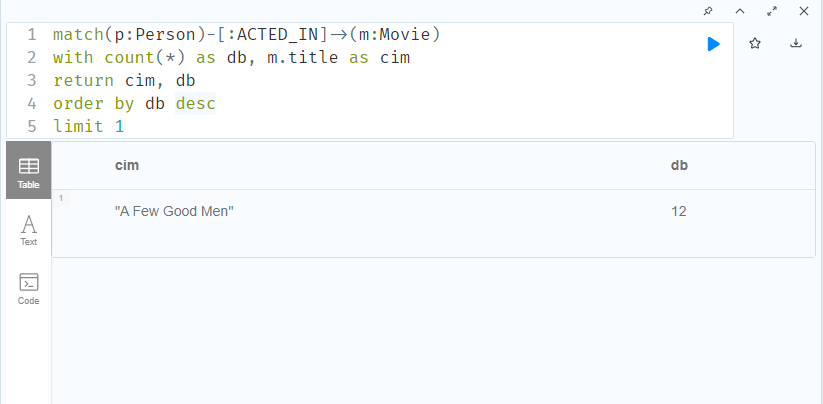 1 match(p:Person)-[:ACTED_IN]->(m:Movie)
2 with count(*) as db, m.title as cim
3 return cim, db
4 order by db desc
5 limit 1
Table
cim db
1 "A Few Good Men" 12
Text
Code